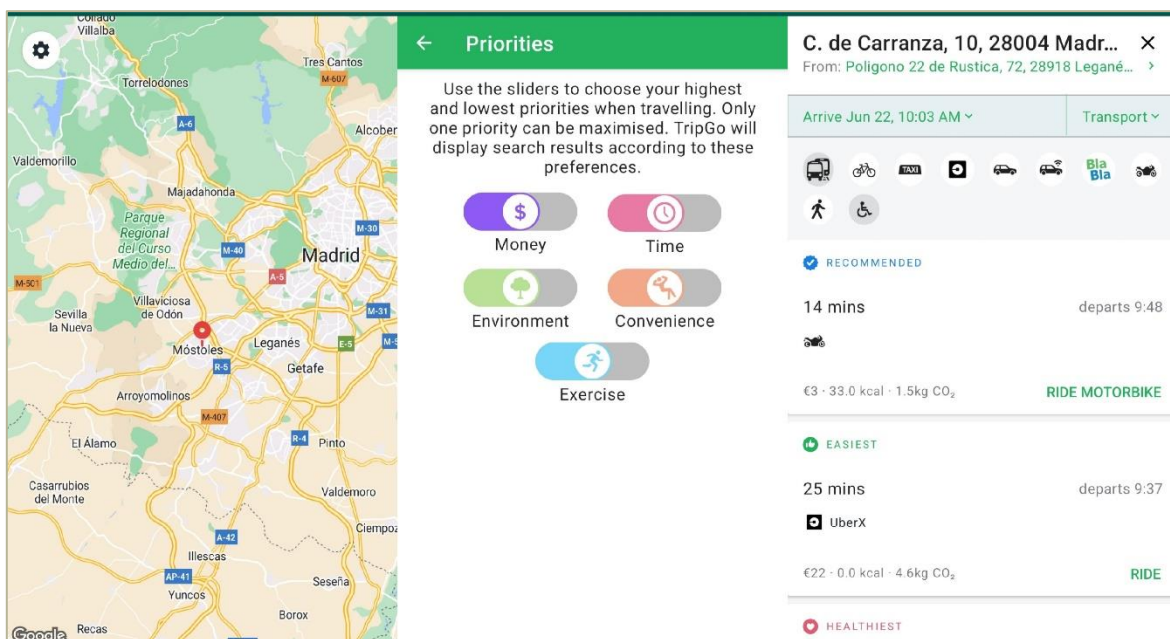 Collado
Villalba
Torrelodones
Tres Cantos
M-607
A-6
Alcober
Valdemorillo
Majadahonda
Parque
Regional
del Curso
Medio del...
M-30
M-40
Madrid
A-5
M-501
Villaviciosa
de Odón
Sevilla
la Nueva
M-31
Móstoles
Leganés
E-5
R-5
Getafe
Arroyomolinos
M-407
El Álamo
R-4
Pinto
Casarrubios
del Monte
Valdemoro
A-42
Ciempoz
Illescas
AP-41
Yuncos
Seseña
Borox
Recas
Google
Priorities
Use the sliders to choose your highest
and lowest priorities when travelling. Only
one priority can be maximised. TripGo will
display search results according to these
preferences.
$
Money
Time
Environment
Convenience
Exercise
C. de Carranza, 10, 28004 Madr...
From: Poligono 22 de Rustica, 72, 28918 Legané...
Arrive Jun 22, 10:03 AM
Transport
TAXI
Bla
Bla
RECOMMENDED
14 mins
departs 9:48
€3 · 33.0 kcal · 1.5kg CO₂
RIDE MOTORBIKE
EASIEST
25 mins
departs 9:37
UberX
€22 · 0.0 kcal · 4.6kg CO₂
RIDE
HEALTHIEST